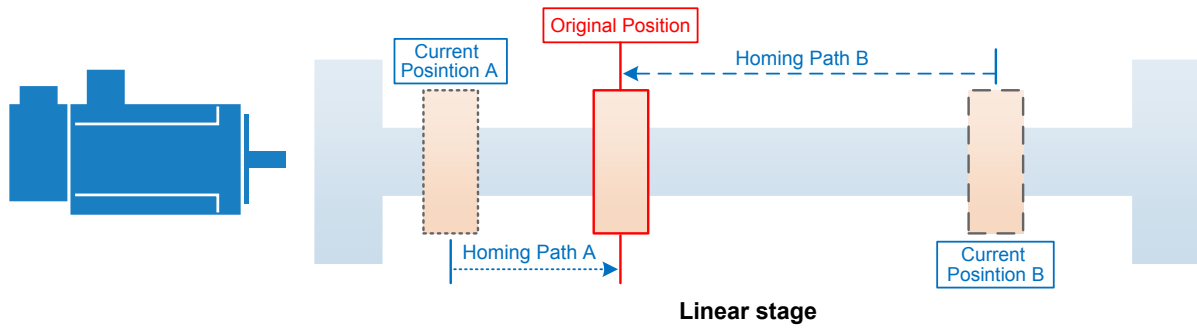 Original Position
Current
Posintion A
Homing Path B
Homing Path A
Current
Posintion B
Linear stage